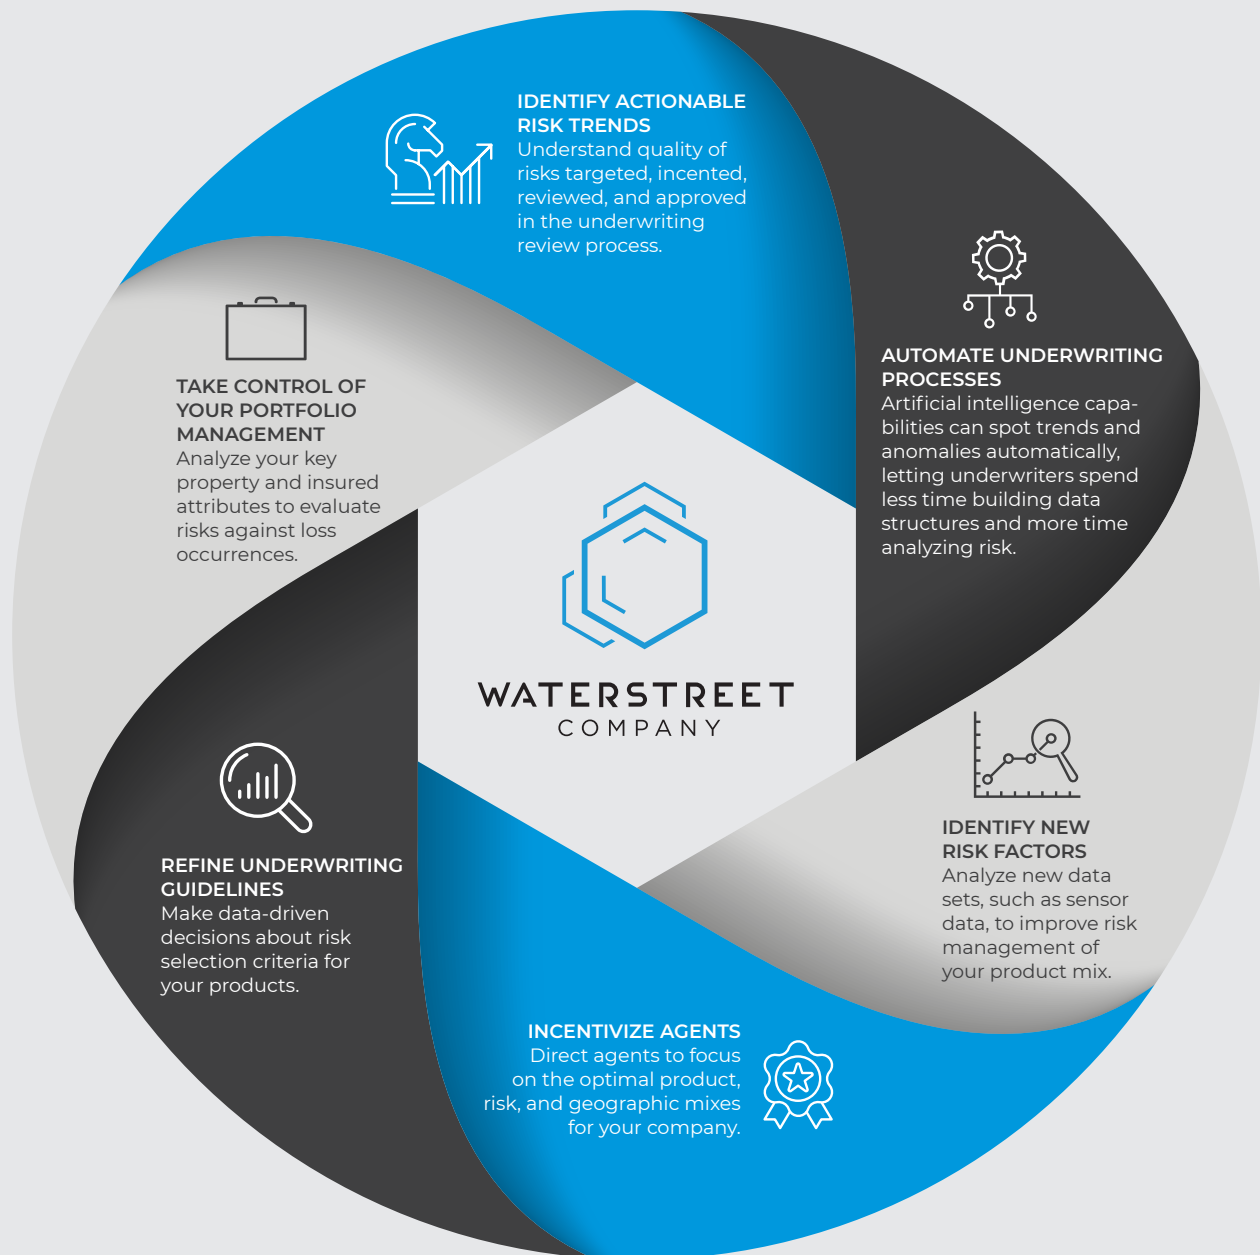 IDENTIFY ACTIONABLE
RISK TRENDS
Understand quality of
risks targeted, incented,
reviewed, and approved
in the underwriting
review process.
AUTOMATE UNDERWRITING
PROCESSES
Artificial intelligence capa-
bilities can spot trends and
anomalies automatically,
letting underwriters spend
less time building data
structures and more time
analyzing risk.
TAKE CONTROL OF
YOUR PORTFOLIO
MANAGEMENT
Analyze your key
property and insured
attributes to evaluate
risks against loss
occurrences.
WATERSTREET
COMPANY
IDENTIFY NEW
RISK FACTORS
Analyze new data
sets, such as sensor
data, to improve risk
management of
your product mix.
REFINE UNDERWRITING
GUIDELINES
Make data-driven
decisions about risk
selection criteria for
your products.
INCENTIVIZE AGENTS
Direct agents to focus
on the optimal product,
risk, and geographic mixes
for your company.